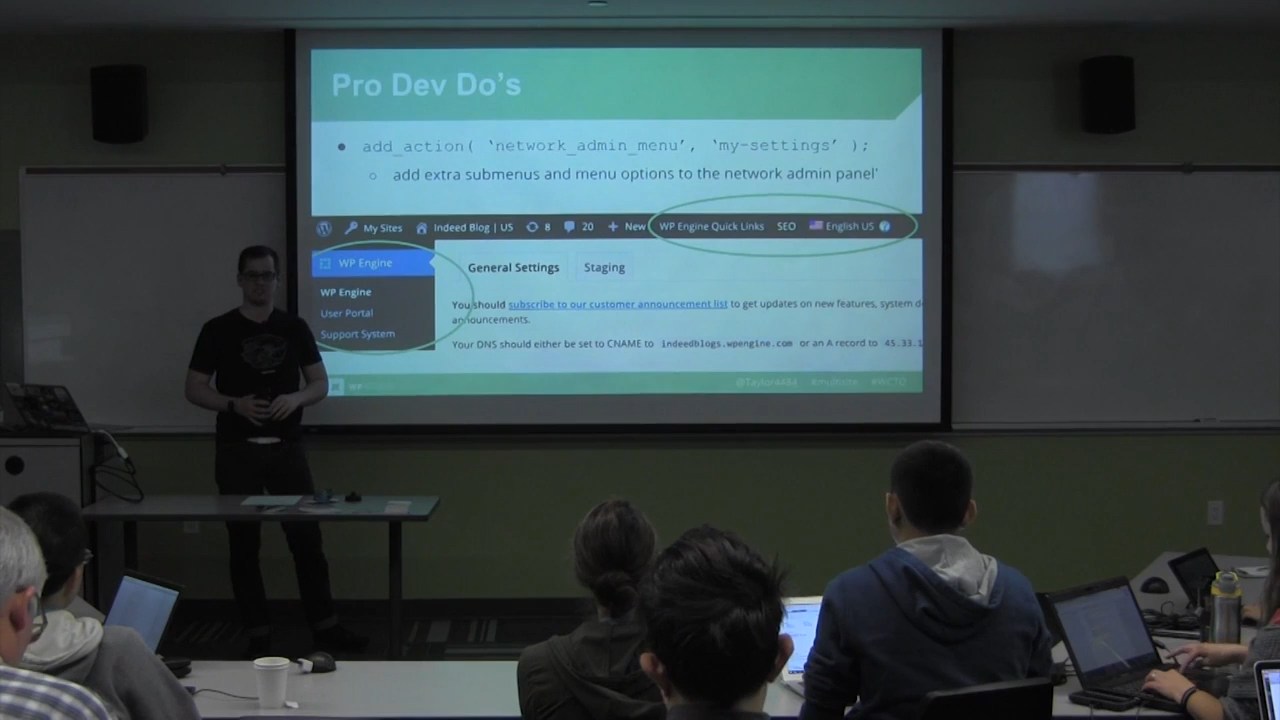 Pro Dev Do's
● add_action( ‘network_admin_menu’, ‘my-settings’ );
○ add extra submenus and menu options to the network admin panel'
My Sites Indeed Blog | US 8 20 + New WP Engine Quick Links SEO English US ?
WP Engine
General Settings Staging
WP Engine
User Portal
Support System
You should subscribe to our customer announcement list to get updates on new features, system d
announcements.
Your DNS should either be set to CNAME to indeedblogs.wpengine.com or an A record to 45.33.1
WP @Taylor4484 #multisite #WCTO